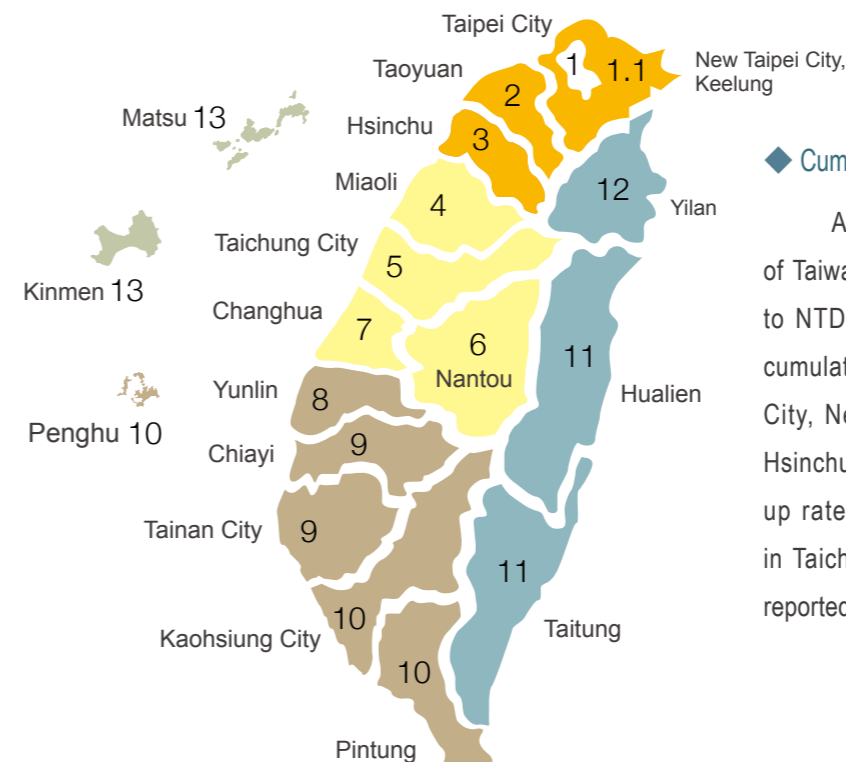 Taipei City
1
1.1
New Taipei City,
Keelung
Taoyuan
2
Matsu 13
Hsinchu
3
Miaoli
4
12
Yilan
Taichung City
5
Kinmen 13
Changhua
7
6
Nantou
11
Hualien
Yunlin
8
Penghu 10
Chiayi
9
Tainan City
9
11
Taitung
Kaohsiung City
10
10
Pintung
◆ Cum
A
of Taiwa
to NTD
cumulat
City, Ne
Hsinchu
up rate
in Taich
reported